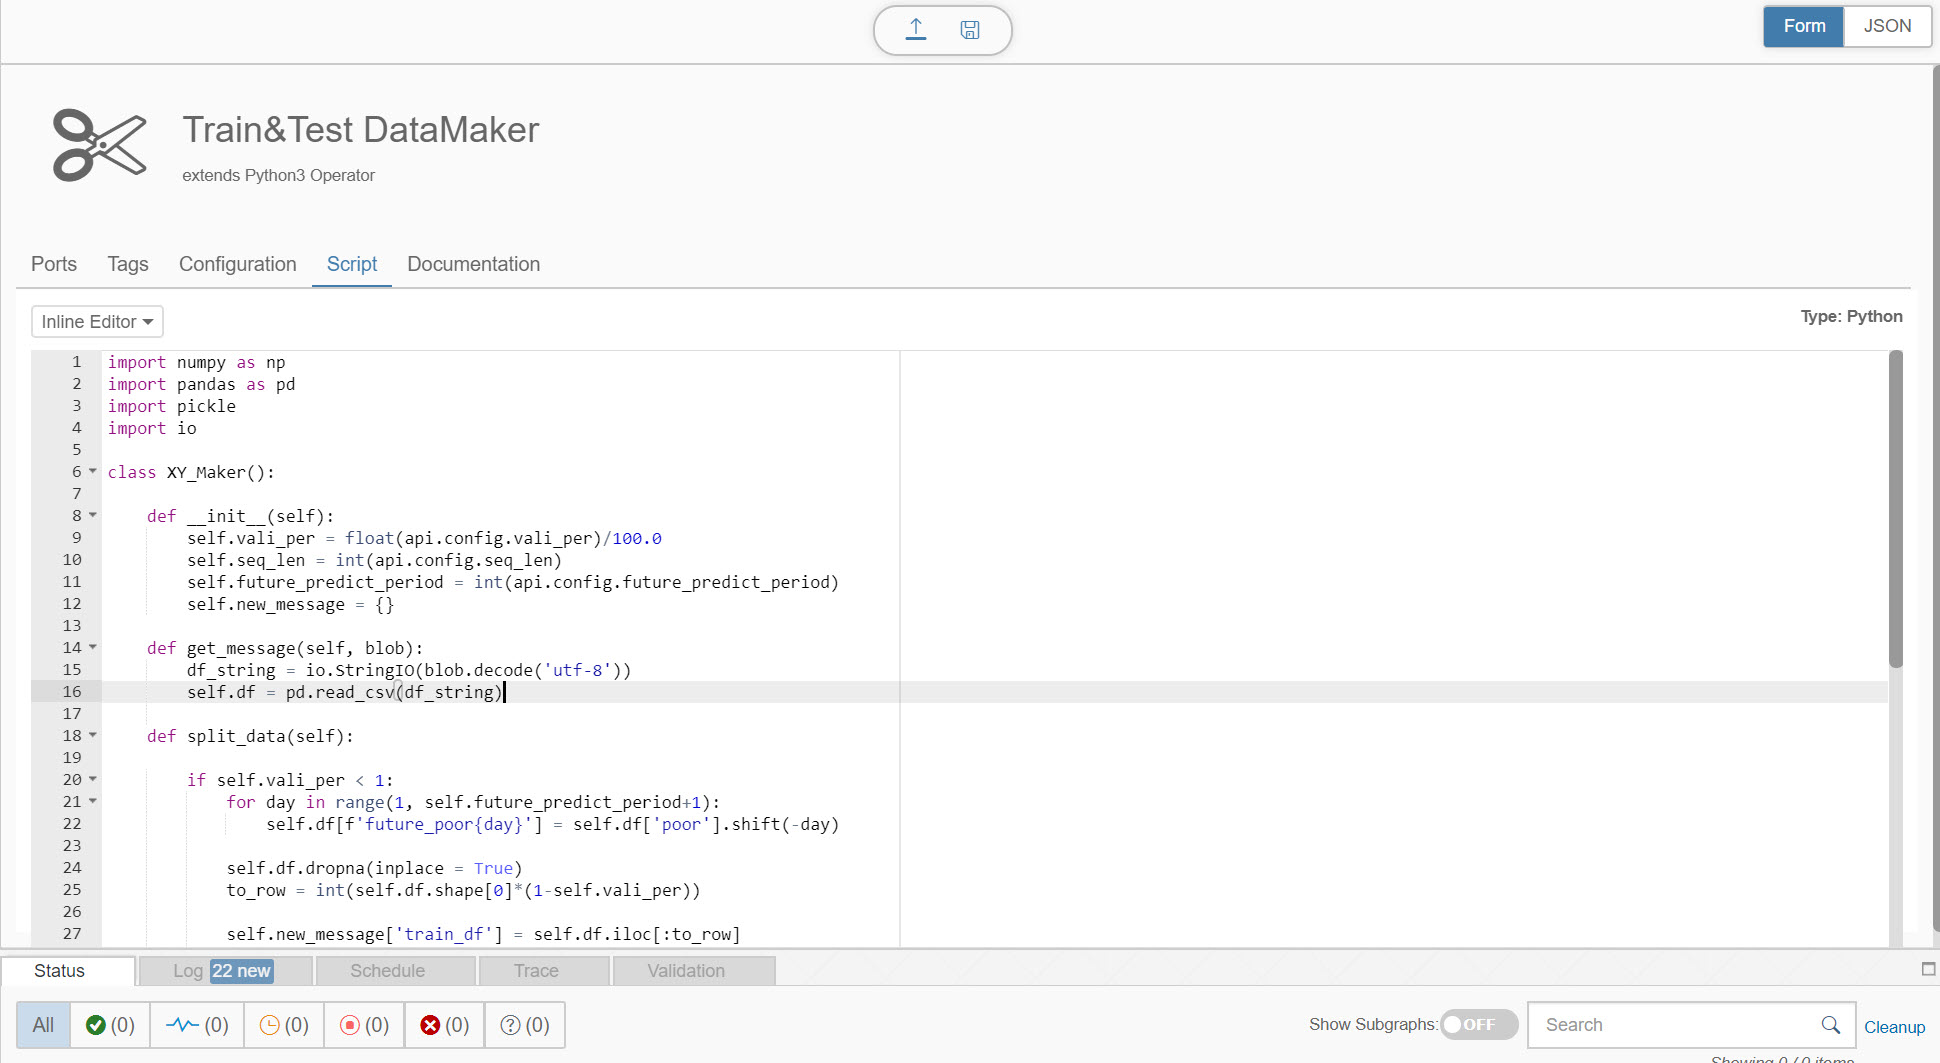 Form JSON
Train&Test DataMaker
extends Python3 Operator
Ports Tags Configuration Script Documentation
Inline Editor
Type: Python
1 import numpy as np
2 import pandas as pd
3 import pickle
4 import io
5
6 class XY_Maker():
7
8     def __init__(self):
9         self.vali_per = float(api.config.vali_per)/100.0
10         self.seq_len = int(api.config.seq_len)
11         self.future_predict_period = int(api.config.future_predict_period)
12         self.new_message = {}
13
14     def get_message(self, blob):
15         df_string = io.StringIO(blob.decode('utf-8'))
16         self.df = pd.read_csv(df_string)
17
18     def split_data(self):
19
20         if self.vali_per < 1:
21             for day in range(1, self.future_predict_period+1):
22                 self.df[f'future_poor{day}'] = self.df['poor'].shift(-day)
23
24             self.df.dropna(inplace = True)
25             to_row = int(self.df.shape[0]*(1-self.vali_per))
26
27             self.new_message['train_df'] = self.df.iloc[:to_row]
Status Log 22 new Schedule Trace Validation
All (0) (0) (0) (0) (0) (0) Show Subgraphs: OFF Search Cleanup
Showing 0 / 0 items